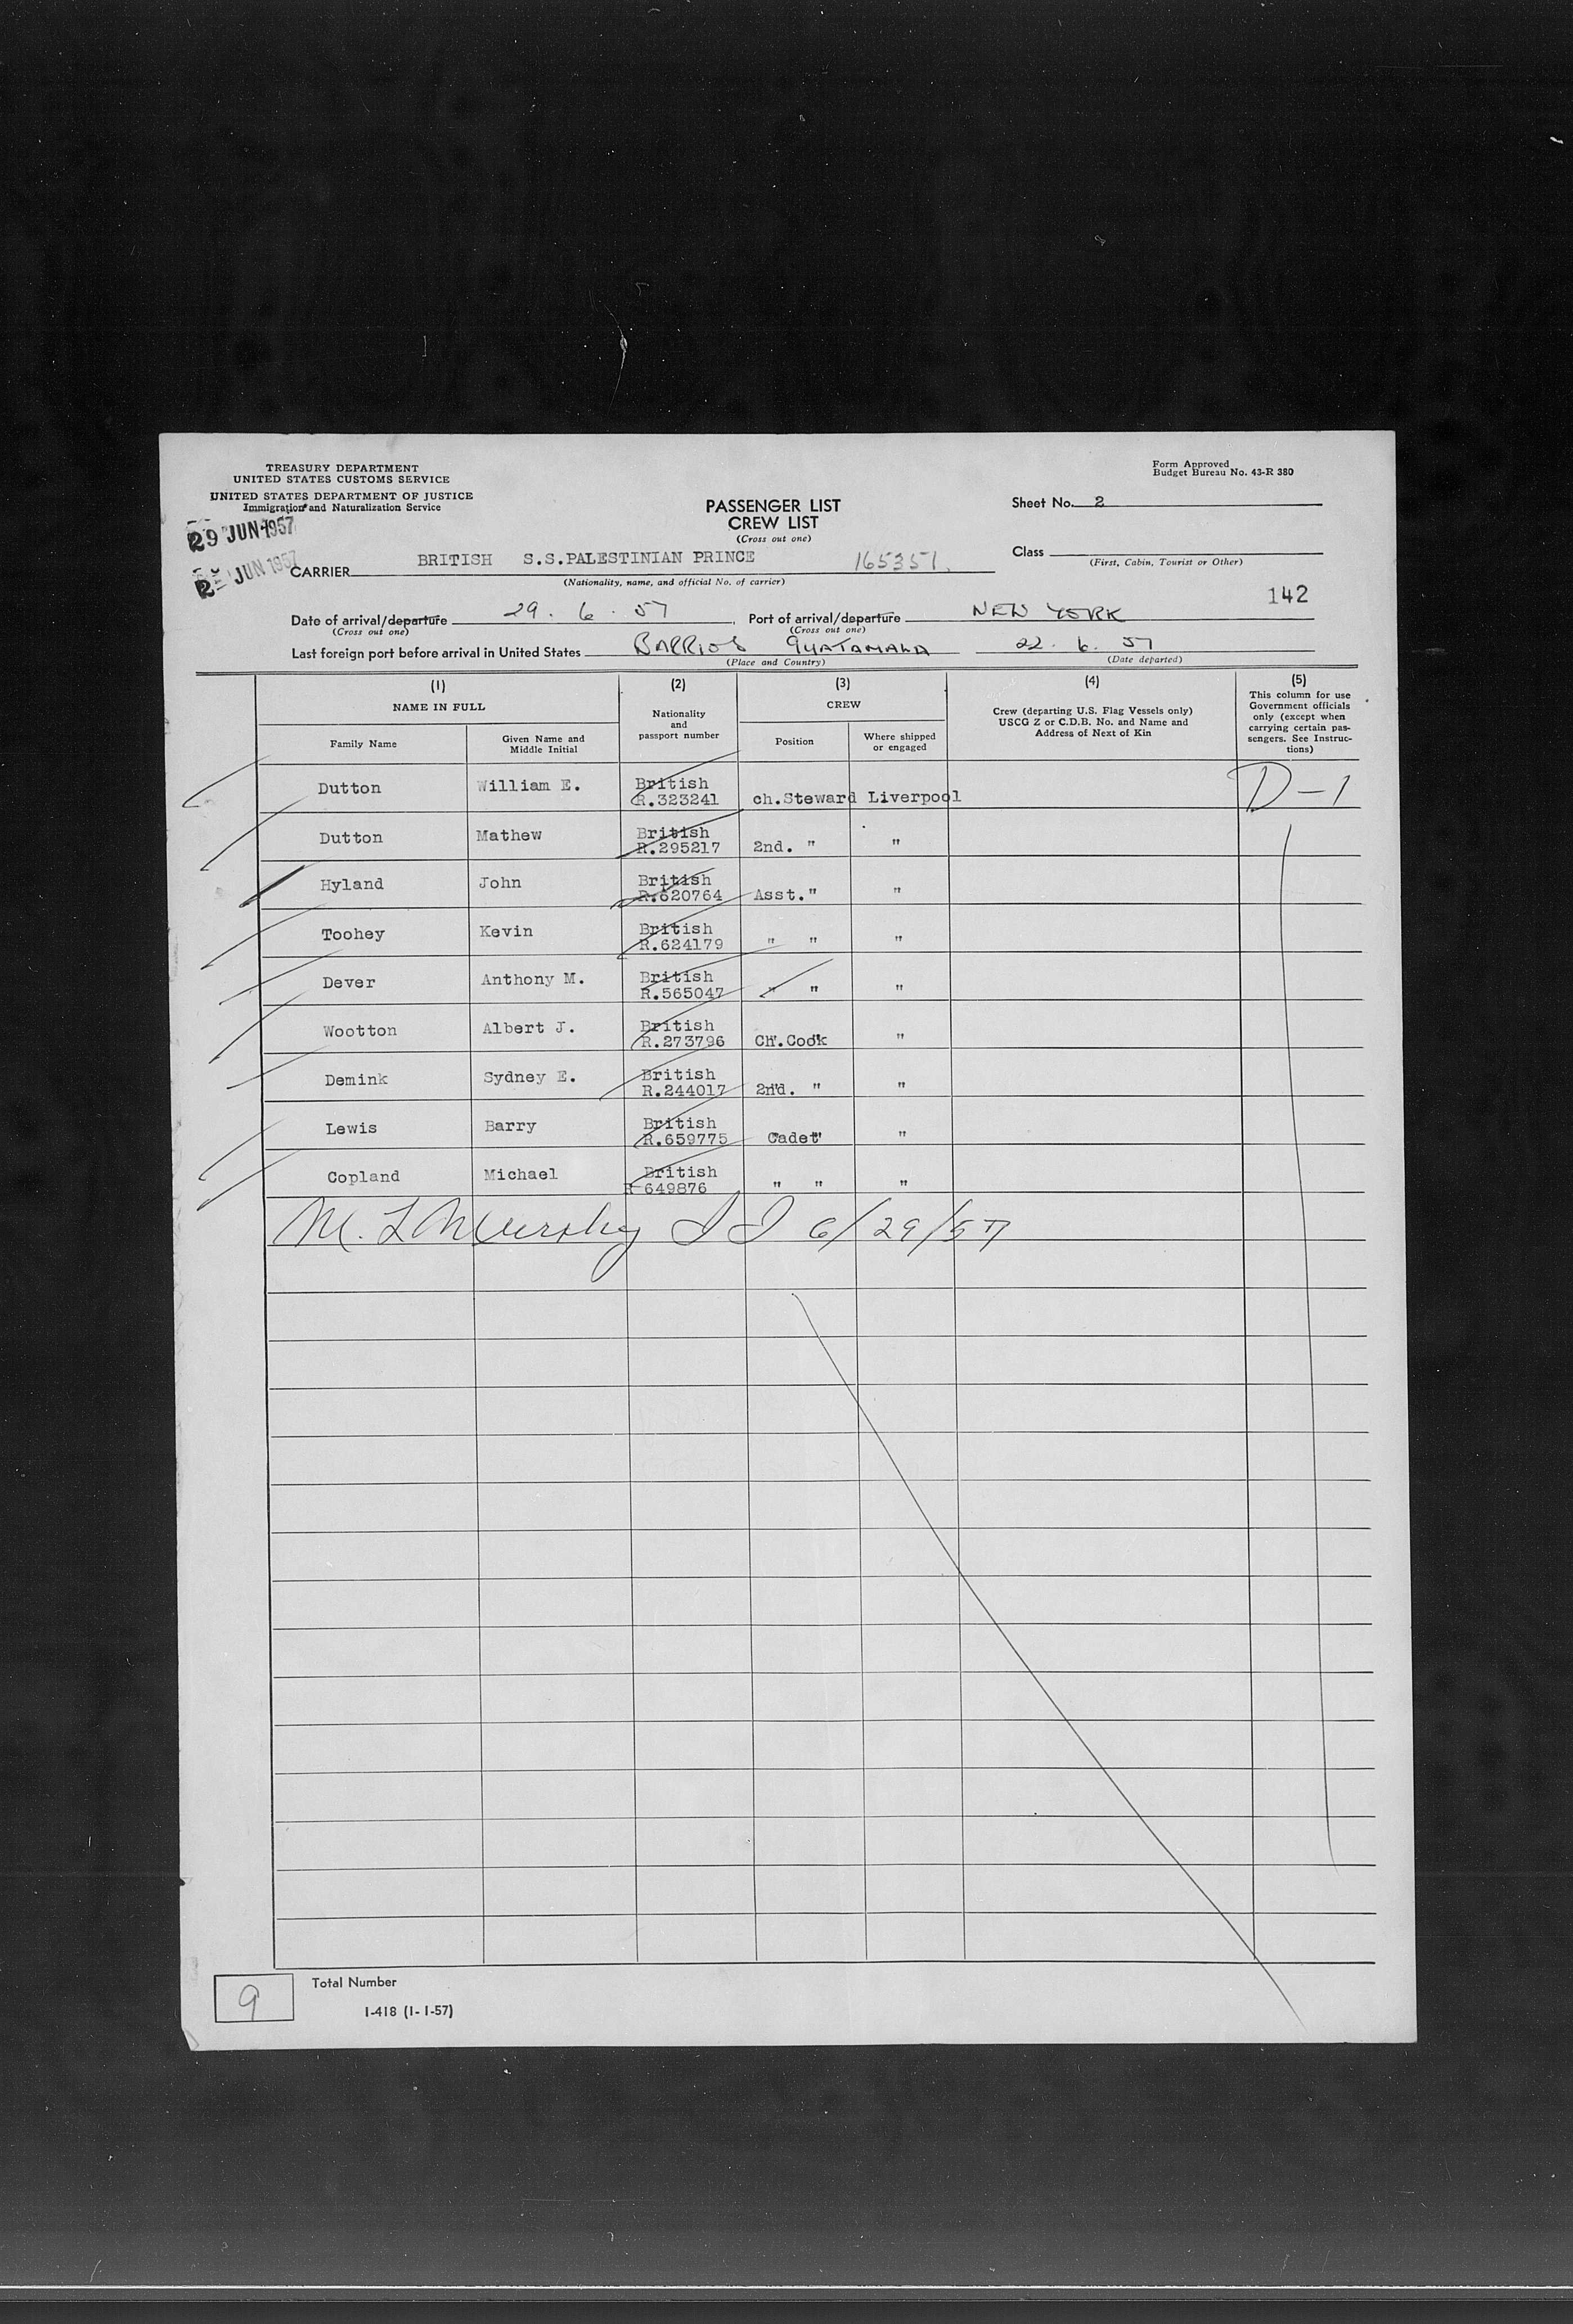 TREASURY DEPARTMENT
UNITED STATES CUSTOMS SERVICE
UNITED STATES DEPARTMENT OF JUSTICE
Immigration and Naturalization Service
Form Approved
Budget Bureau No. 43-R 380
PASSENGER LIST
CREW LIST
(Cross out one)
Sheet No. 2
29 JUN 1957
2 JUN 1957
CARRIER BRITISH S.S.PALESTINIAN PRINCE 165351.
(Nationality, name, and official No. of carrier)
Class
(First, Cabin, Tourist or Other)
142
Date of arrival/departure 29. 6. 57 Port of arrival/departure NEW YORK
(Cross out one) (Cross out one)
Last foreign port before arrival in United States BARRIOS GUATAMALA 22. 6. 57
(Place and Country) (Date departed)
(1) (2) (3) (4) (5)
NAME IN FULL
Family Name
Given Name and
Middle Initial
Nationality
and
passport number
CREW
Position
Where shipped
or engaged
Crew (departing U.S. Flag Vessels only)
USCG Z or C.D.B. No. and Name and
Address of Next of Kin
This column for use
Government officials
only (except when
carrying certain pas-
sengers. See Instruc-
tions)
Dutton William E. British R.323241 ch.Steward Liverpool D-1
Dutton Mathew British R.295217 2nd. " "
Hyland John British R.620764 Asst." "
Toohey Kevin British R.624179 " " "
Dever Anthony M. British R.565047 " " "
Wootton Albert J. British R.273796 CH.Cook "
Demink Sydney E. British R.244017 2nd. " "
Lewis Barry British R.659775 Cadet "
Copland Michael British R 649876 " " "
M. L Murphy I I 6/29/57
9 Total Number
I-418 (1-1-57)